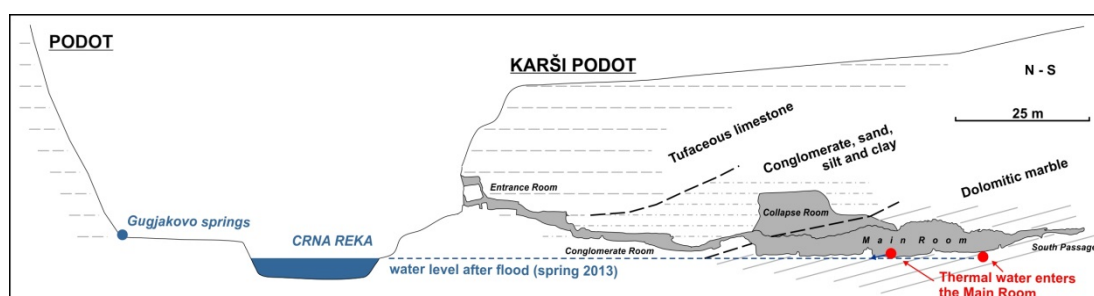 PODOT
KARŠI PODOT
N - S
25 m
Tufaceous limestone
Conglomerate, sand,
silt and clay
Dolomitic marble
Entrance Room
Collapse Room
Gugjakovo springs
CRNA REKA
Conglomerate Room
Main Room
South Passage
water level after flood (spring 2013)
Thermal water enters
the Main Room